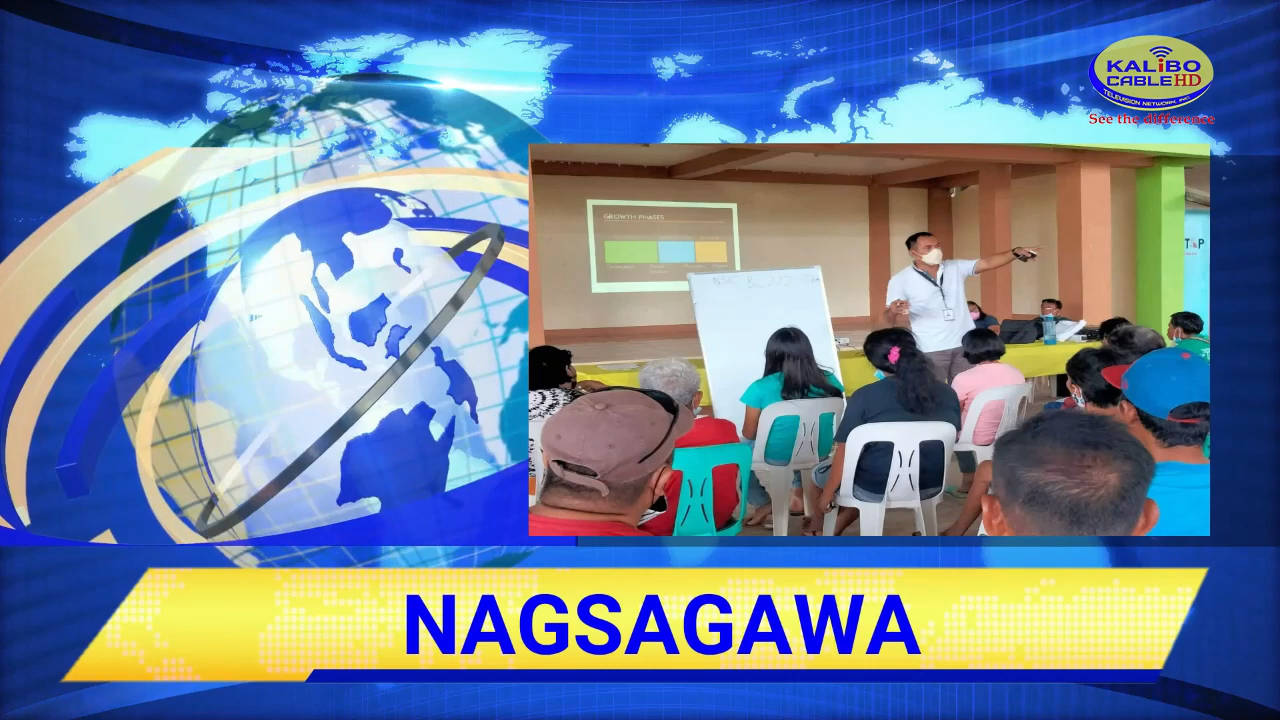 KALiBO
CABLE HD
TELEVISION NETWORK, INC.
See the difference
GROWTH PHASES
NAGSAGAWA